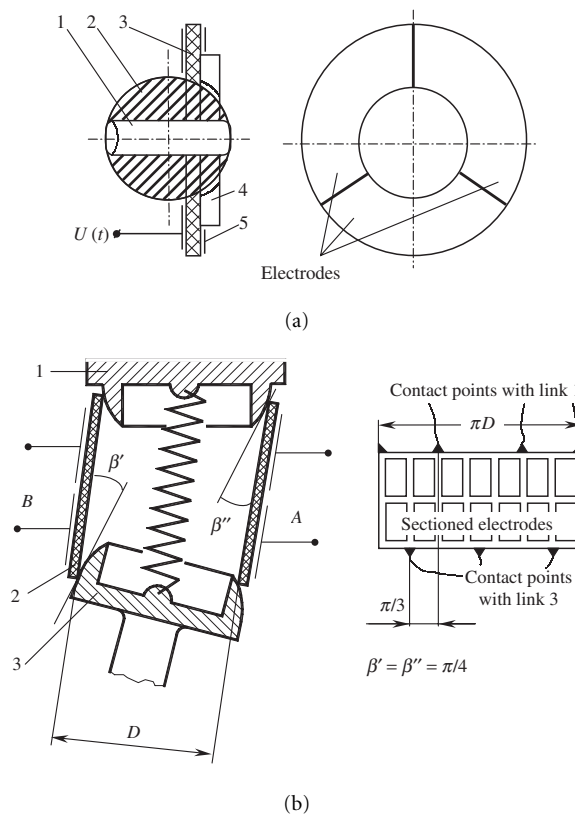 1 2 3
4
U (t) 5
Electrodes
(a)
1
Contact points with link
πD
β′
B β″ A
Sectioned electrodes
2 Contact points
with link 3
π/3
3
β′ = β″ = π/4
D
(b)